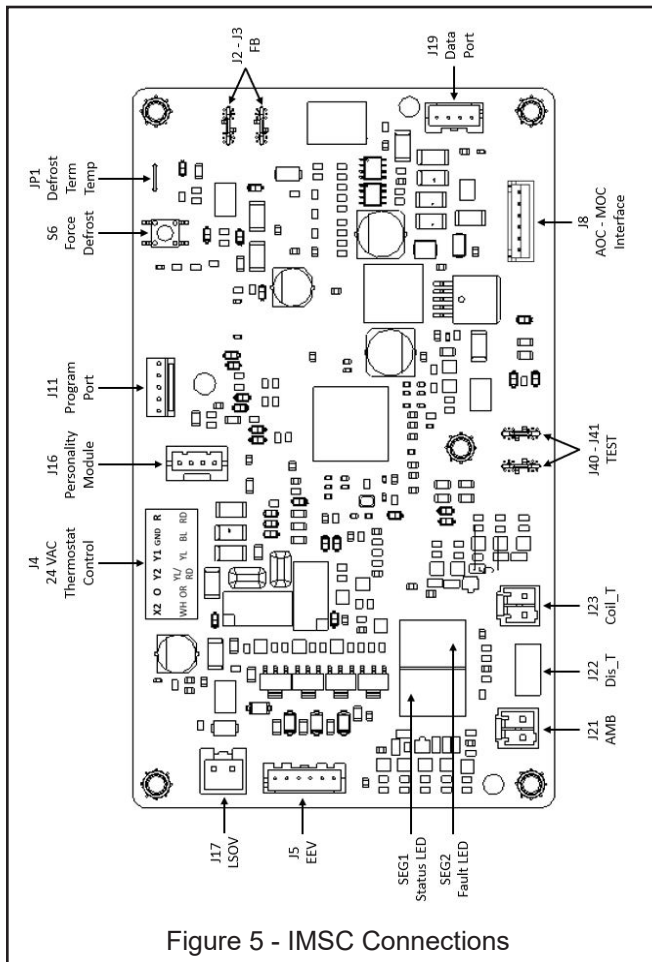 J2 - J3
FB
J19
Data
Port
JP1
Defrost
Term
Temp
S6
Force
Defrost
J8
AOC - MOC
Interface
J11
Program
Port
J16
Personality
Module
J40 - J41
TEST
J4
24 VAC
Thermostat
Control
X2 O Y2 Y1 GND R
WH OR YL/ RD YL BL RD
J23
Coil_T
J22
Dis_T
J21
AMB
J17
LSOV
J5
EEV
SEG1
Status LED
SEG2
Fault LED
Figure 5 - IMSC Connections